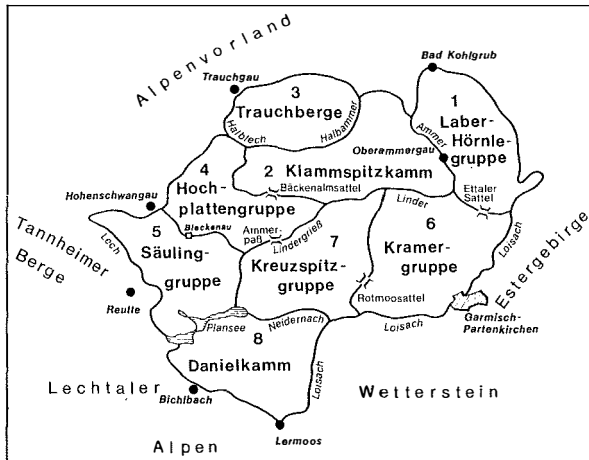 Alpenvorland
Bad Kohlgrub
Trauchgau
3
Trauchberge
1
Laber-
Hörnle-
gruppe
Halblech
Halbammer
Ammer
Oberammergau
4
Hoch-
plattengruppe
2 Klammspitzkamm
Bäckenalmsattel
Ettaler
Sattel
Hohenschwangau
Linder
Bleckenau
Ammer-
paß
Lindergrieß
Tannheimer
Berge
Lech
5
Säuling-
gruppe
7
Kreuzspitz-
gruppe
6
Kramer-
gruppe
Loisach
Estergebirge
Rotmoosattel
Reutte
Plansee
Neidernach
Loisach
Garmisch-
Partenkirchen
8
Danielkamm
Loisach
Lechtaler
Bichlbach
Wetterstein
Alpen
Lermoos